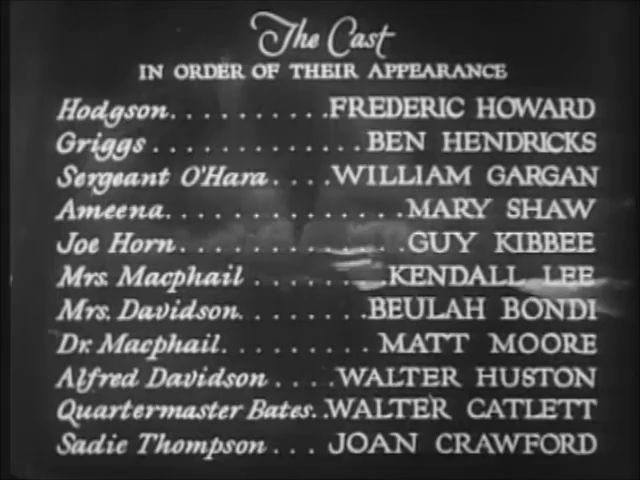 The Cast
IN ORDER OF THEIR APPEARANCE
Hodgson..........FREDERIC HOWARD
Griggs.............BEN HENDRICKS
Sergeant O'Hara....WILLIAM GARGAN
Ameena...............MARY SHAW
Joe Horn..............GUY KIBBEE
Mrs. Macphail........KENDALL LEE
Mrs. Davidson........BEULAH BONDI
Dr. Macphail.........MATT MOORE
Alfred Davidson....WALTER HUSTON
Quartermaster Bates..WALTER CATLETT
Sadie Thompson...JOAN CRAWFORD